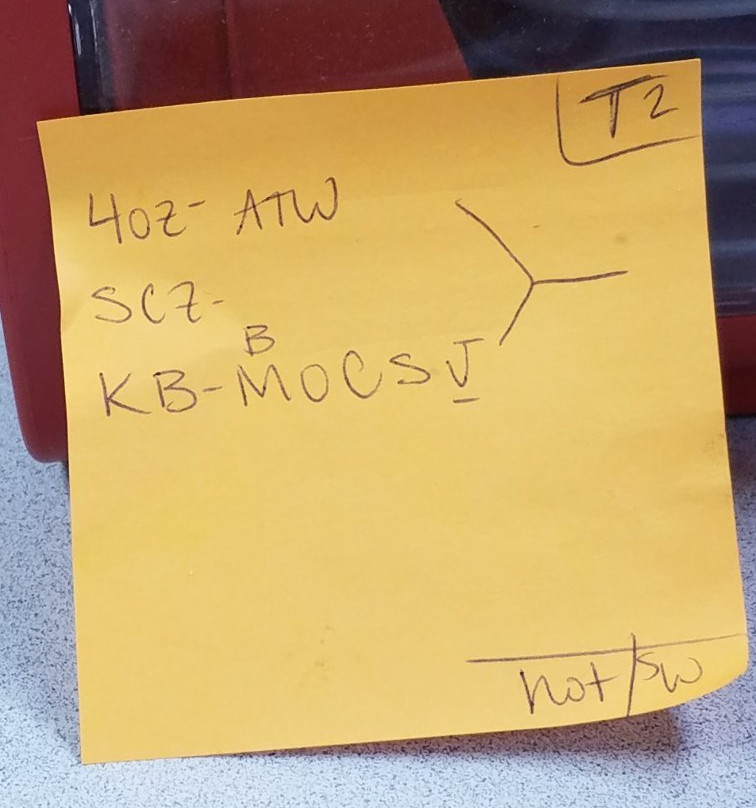 T2
4oz- ATW
SCZ-
B
KB-MOCSV
hot/sw